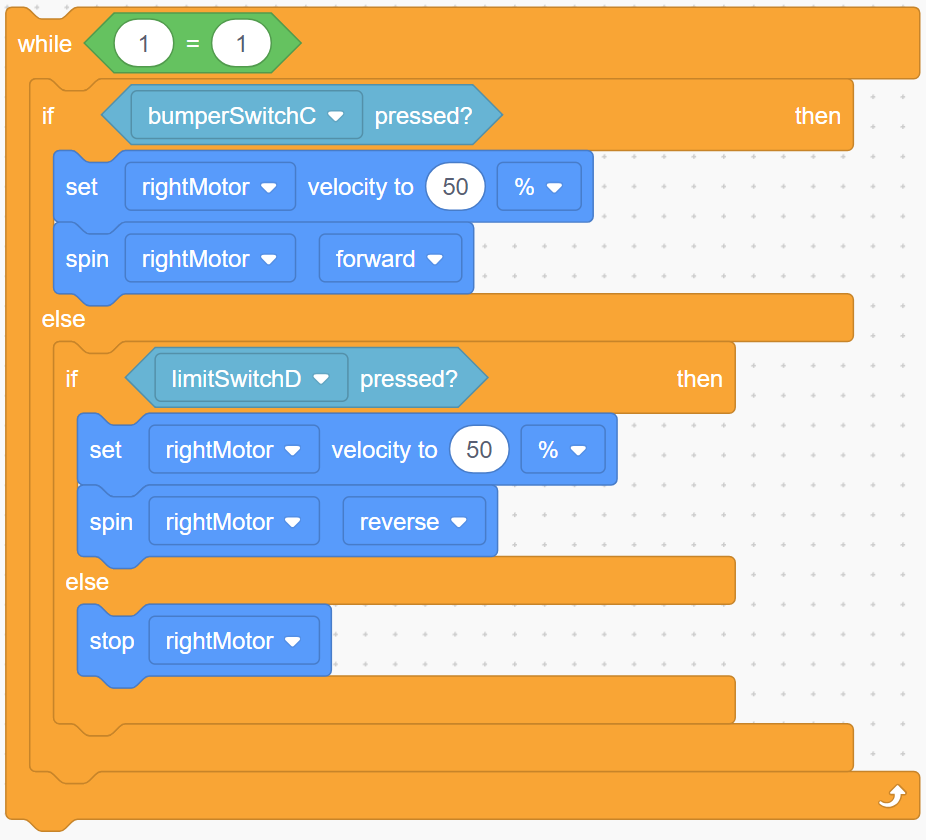 while 1 = 1
if bumperSwitchC pressed? then
set rightMotor velocity to 50 %
spin rightMotor forward
else
if limitSwitchD pressed? then
set rightMotor velocity to 50 %
spin rightMotor reverse
else
stop rightMotor